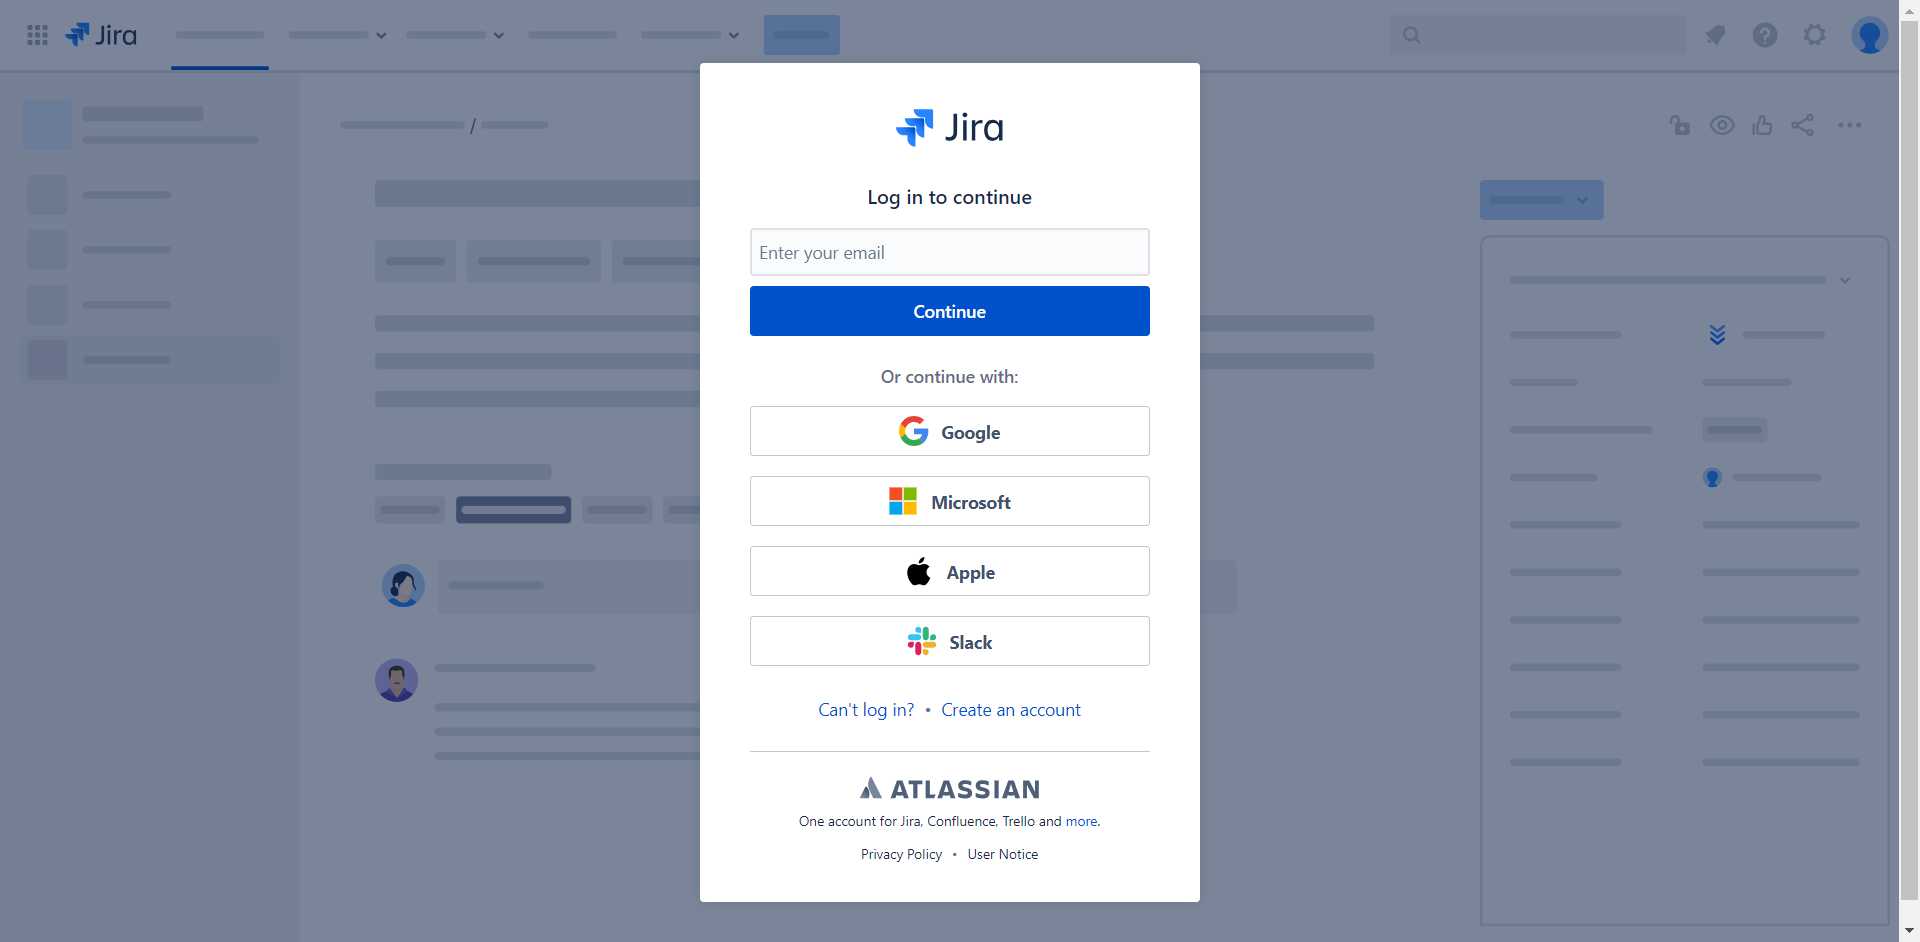 Jira
/
Jira
Log in to continue
Enter your email
Continue
Or continue with:
Google
Microsoft
Apple
Slack
Can't log in? • Create an account
ATLASSIAN
One account for Jira, Confluence, Trello and more.
Privacy Policy • User Notice